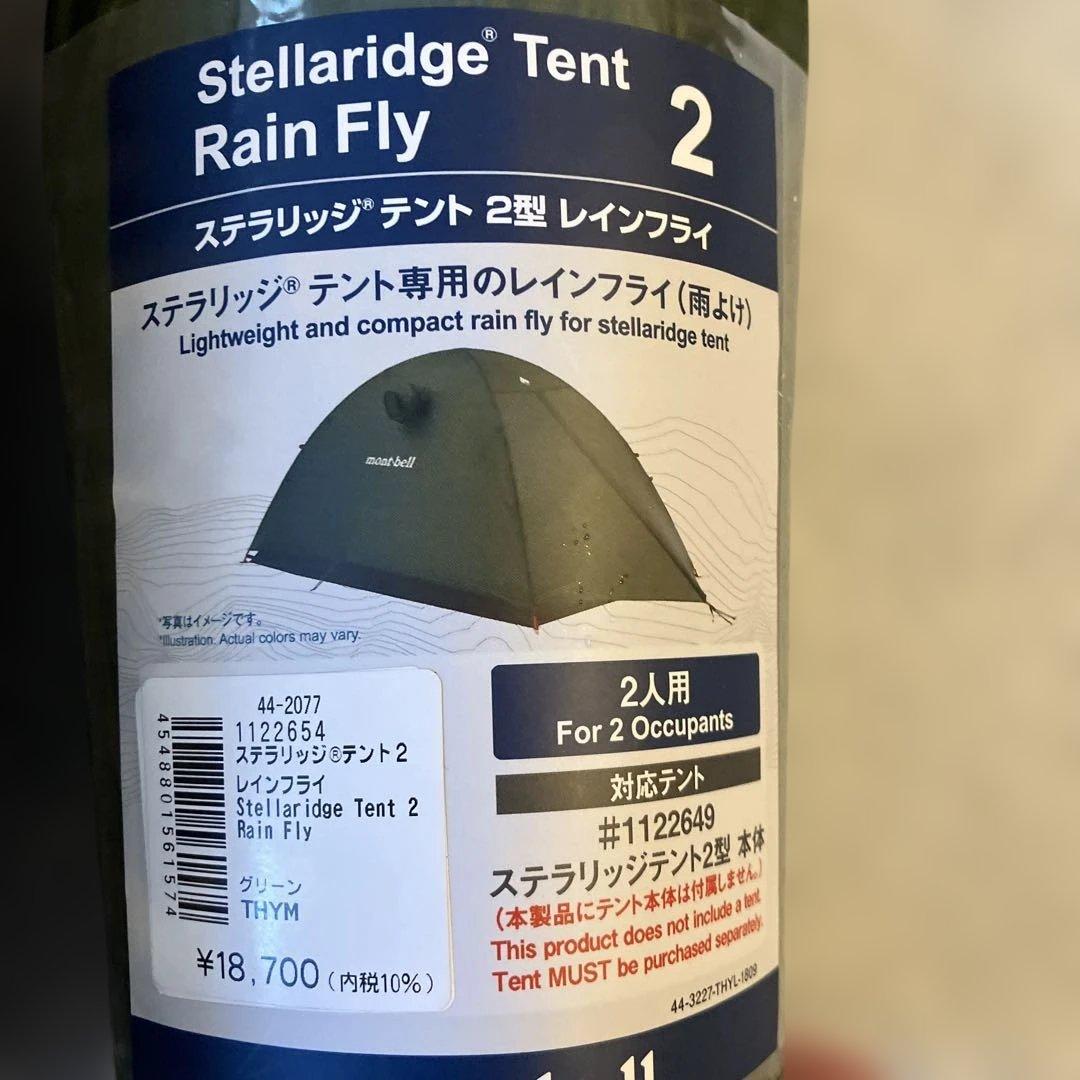 Stellaridge® Tent
Rain Fly
2
ステラリッジ® テント 2型 レインフライ
ステラリッジ® テント専用のレインフライ(雨よけ)
Lightweight and compact rain fly for stellaridge tent
mont-bell
*写真はイメージです。
*Illustration. Actual colors may vary.
44-2077
1122654
ステラリッジ®テント2
レインフライ
Stellaridge Tent 2
Rain Fly
グリーン
THYM
¥18,700(内税10%)
4548801561574
2人用
For 2 Occupants
対応テント
#1122649
ステラリッジテント2型 本体
(本製品にテント本体は付属しません。)
This product does not include a tent.
Tent MUST be purchased separately.
44-3227-THYL-1809